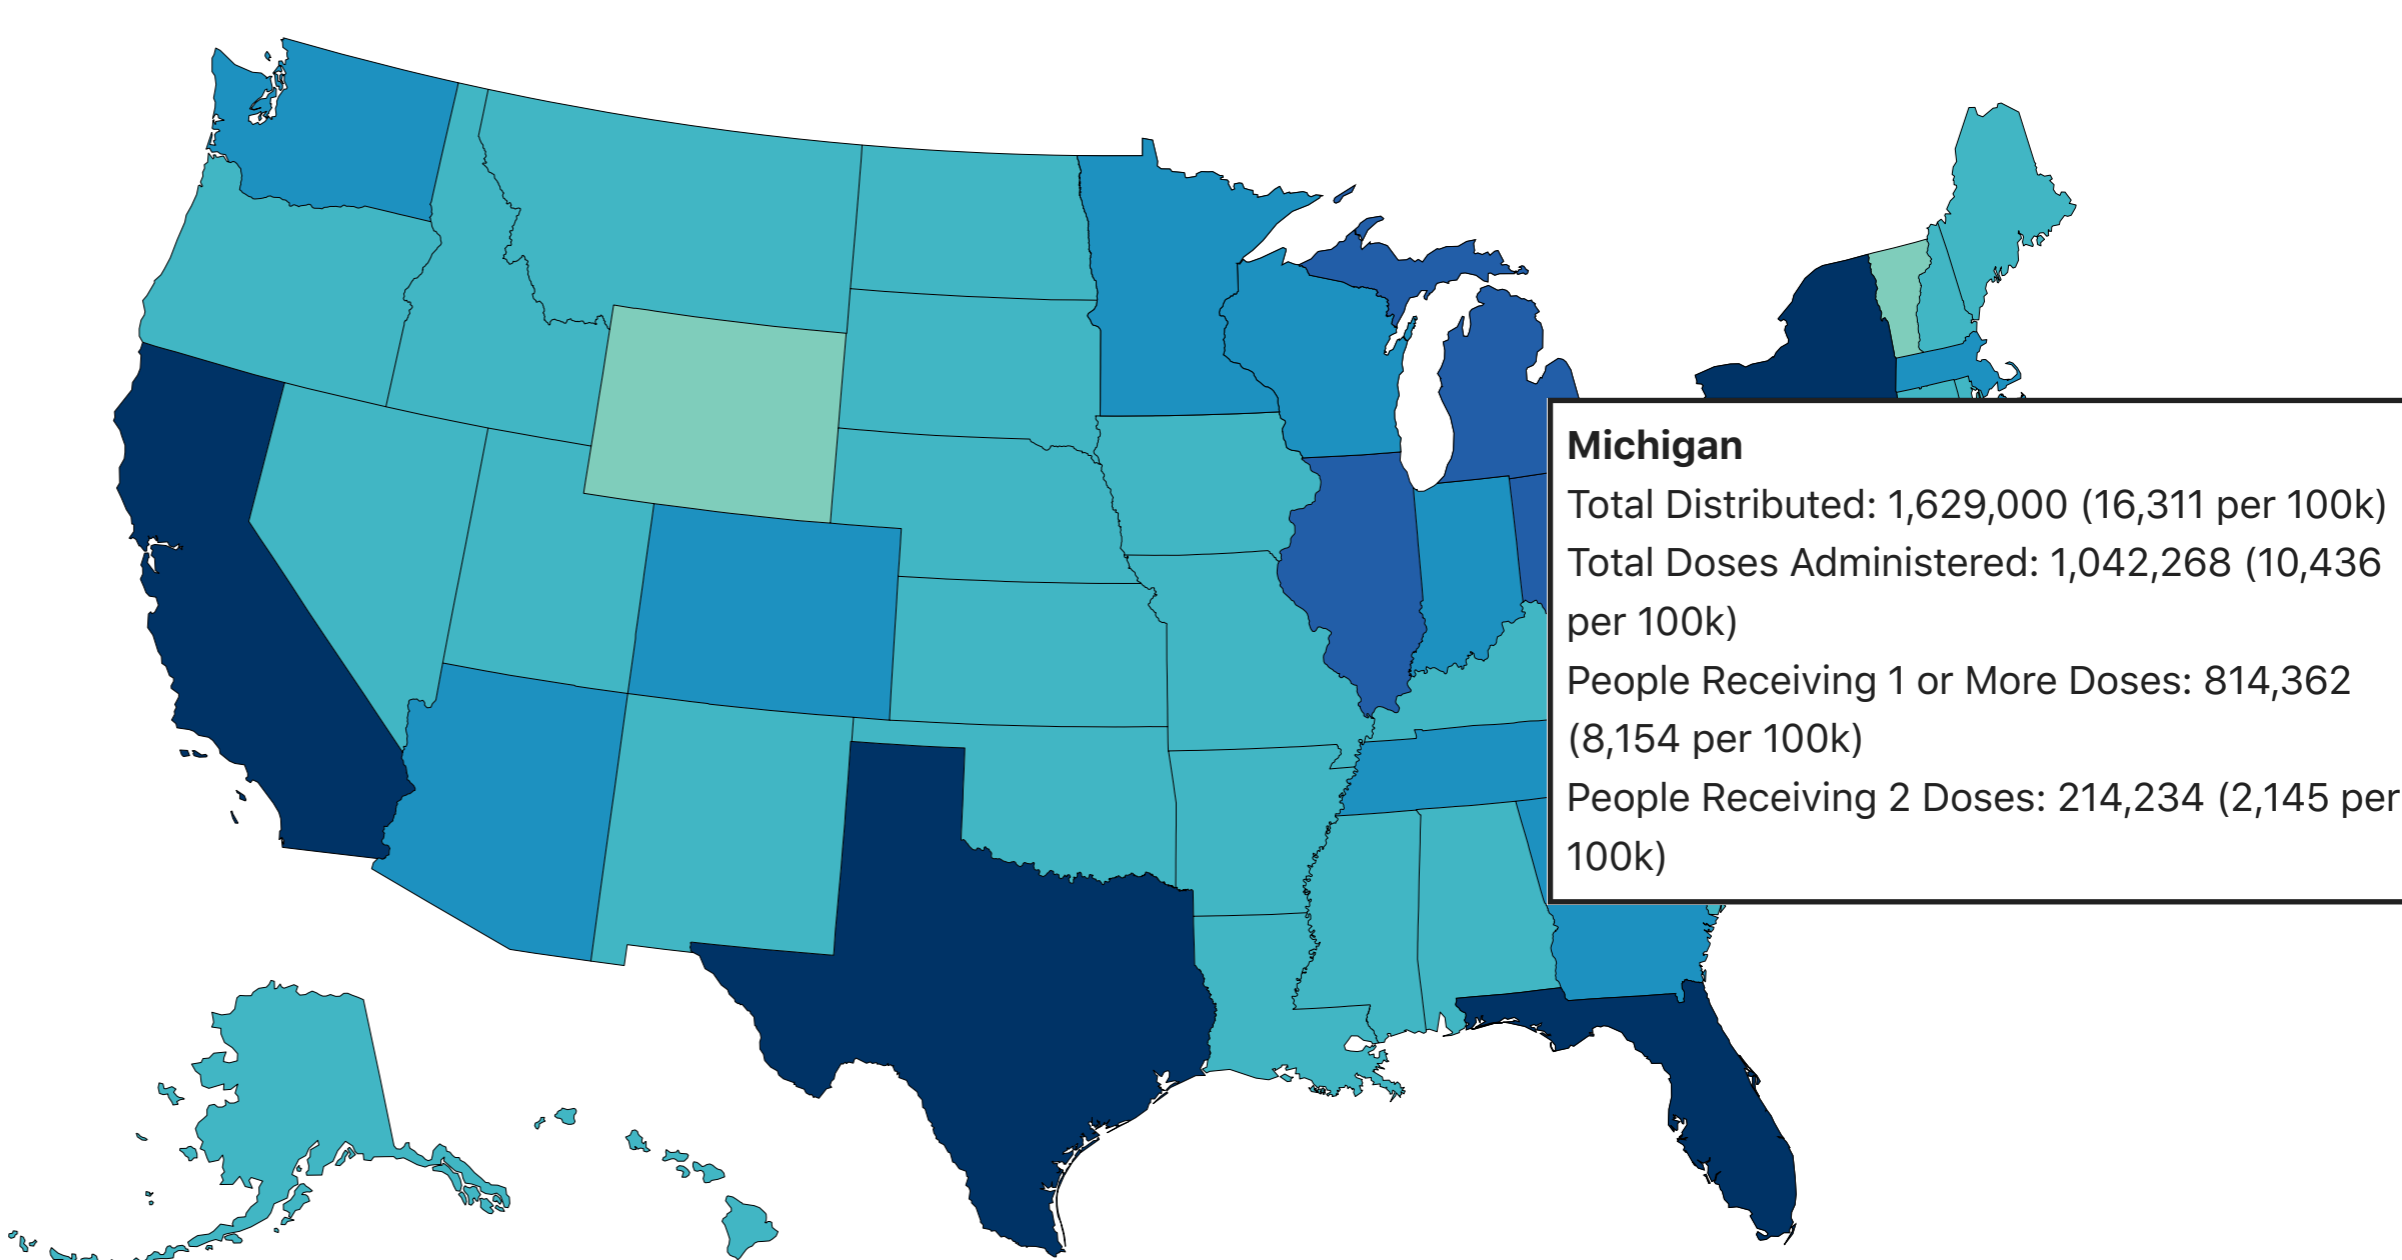 Michigan
Total Distributed: 1,629,000 (16,311 per 100k)
Total Doses Administered: 1,042,268 (10,436
per 100k)
People Receiving 1 or More Doses: 814,362
(8,154 per 100k)
People Receiving 2 Doses: 214,234 (2,145 per
100k)